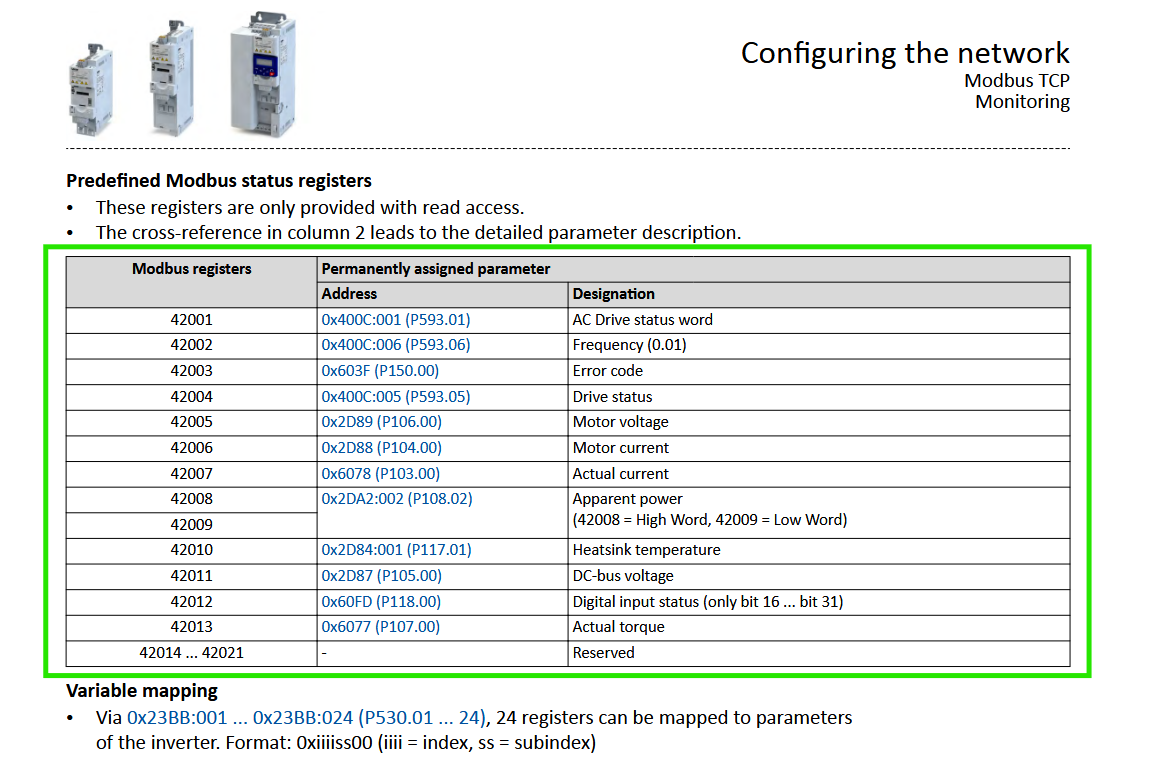 Configuring the network
Modbus TCP
Monitoring
Predefined Modbus status registers
• These registers are only provided with read access.
• The cross-reference in column 2 leads to the detailed parameter description.
Modbus registers Permanently assigned parameter
Address Designation
42001 0x400C:001 (P593.01) AC Drive status word
42002 0x400C:006 (P593.06) Frequency (0.01)
42003 0x603F (P150.00) Error code
42004 0x400C:005 (P593.05) Drive status
42005 0x2D89 (P106.00) Motor voltage
42006 0x2D88 (P104.00) Motor current
42007 0x6078 (P103.00) Actual current
42008 0x2DA2:002 (P108.02) Apparent power
42009 (42008 = High Word, 42009 = Low Word)
42010 0x2D84:001 (P117.01) Heatsink temperature
42011 0x2D87 (P105.00) DC-bus voltage
42012 0x60FD (P118.00) Digital input status (only bit 16 ... bit 31)
42013 0x6077 (P107.00) Actual torque
42014 ... 42021 - Reserved
Variable mapping
• Via 0x23BB:001 ... 0x23BB:024 (P530.01 ... 24), 24 registers can be mapped to parameters
of the inverter. Format: 0xiiiiss00 (iiii = index, ss = subindex)